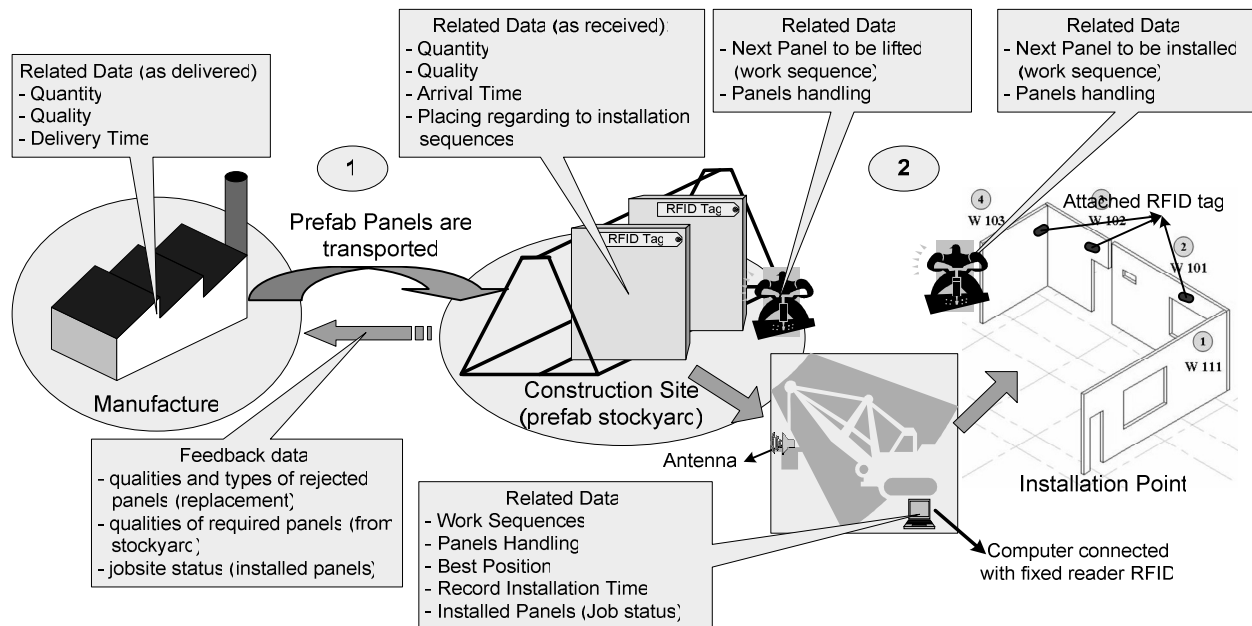 Related Data (as delivered)
- Quantity
- Quality
- Delivery Time
Related Data (as received):
- Quantity
- Quality
- Arrival Time
- Placing regarding to installation
sequences
Related Data
- Next Panel to be lifted
(work sequence)
- Panels handling
Related Data
- Next Panel to be installed
(work sequence)
- Panels handling
1
2
Prefab Panels are
transported
RFID Tag
RFID Tag
4
W 103
Attached RFID tag
3
W 102
2
W 101
1
W 111
Manufacture
Construction Site
(prefab stockyarc)
Antenna
Installation Point
Feedback data
- qualities and types of rejected
panels (replacement)
- qualities of required panels (from
stockyarc)
- jobsite status (installed panels)
Related Data
- Work Sequences
- Panels Handling
- Best Position
- Record Installation Time
- Installed Panels (Job status)
Computer connected
with fixed reader RFID